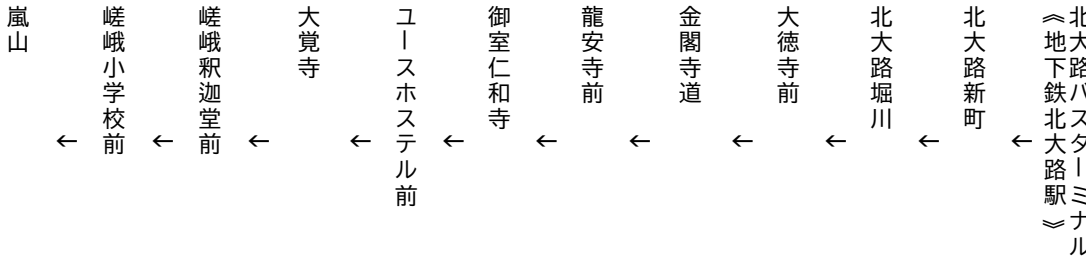 北大路バスターミナル
《地下鉄北大路駅》
←
北大路新町
←
北大路堀川
←
大徳寺前
←
金閣寺道
←
龍安寺前
←
御室仁和寺
←
ユースホステル前
←
大覚寺
←
嵯峨釈迦堂前
←
嵯峨小学校前
←
嵐山